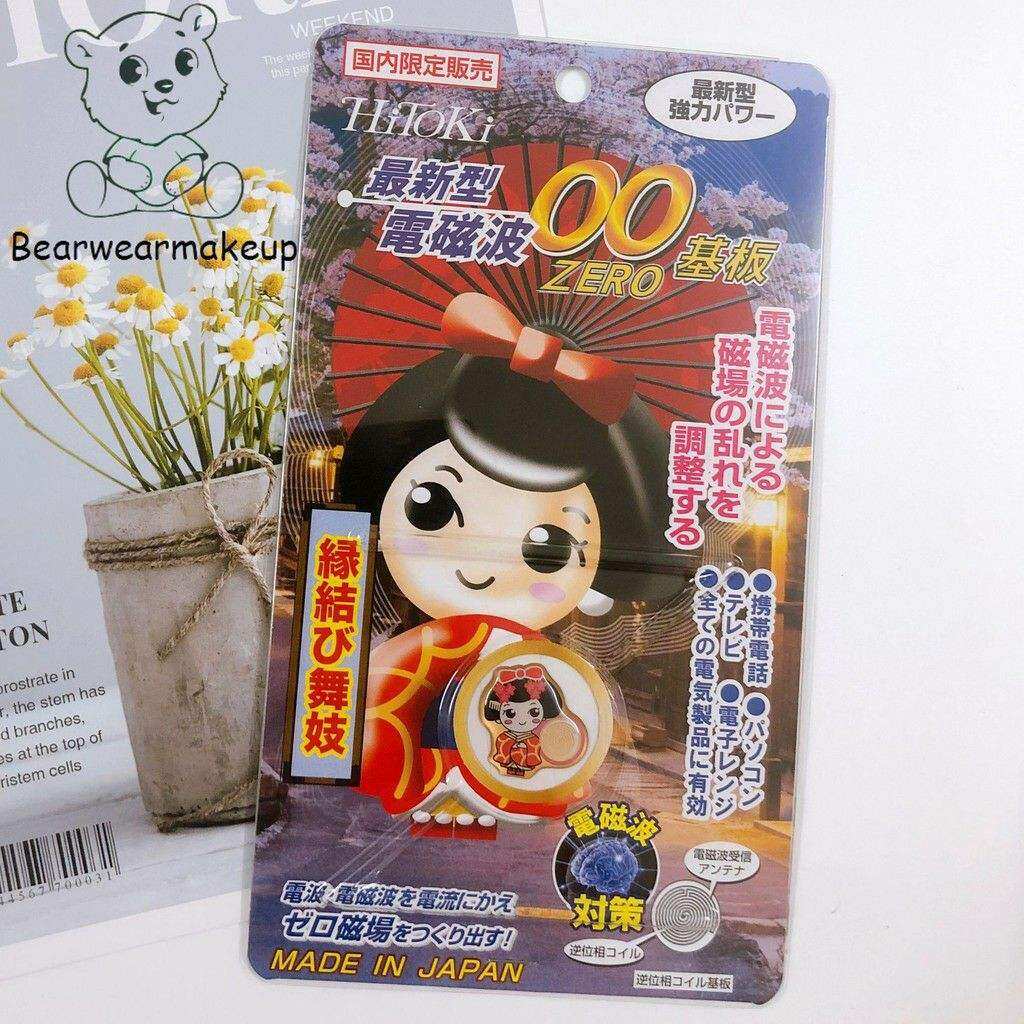 WEEKEND
The wee
this per
Bearwearmakeup
国内限定販売
HiToKi
最新型
強力パワー
最新型
電磁波
00
ZERO
基板
電磁波による
磁場の乱れを
調整する
縁結び舞妓
●携帯電話 ●パソコン
●テレビ ●電子レンジ
●全ての電気製品に有効
電磁波
対策
電磁波受信
アンテナ
逆位相コイル
逆位相コイル基板
電波・電磁波を電流にかえ
ゼロ磁場をつくり出す!
MADE IN JAPAN
TE
TON
prostrate in
r, the stem has
d branches,
es at the top of
ristem cells
44567 700031